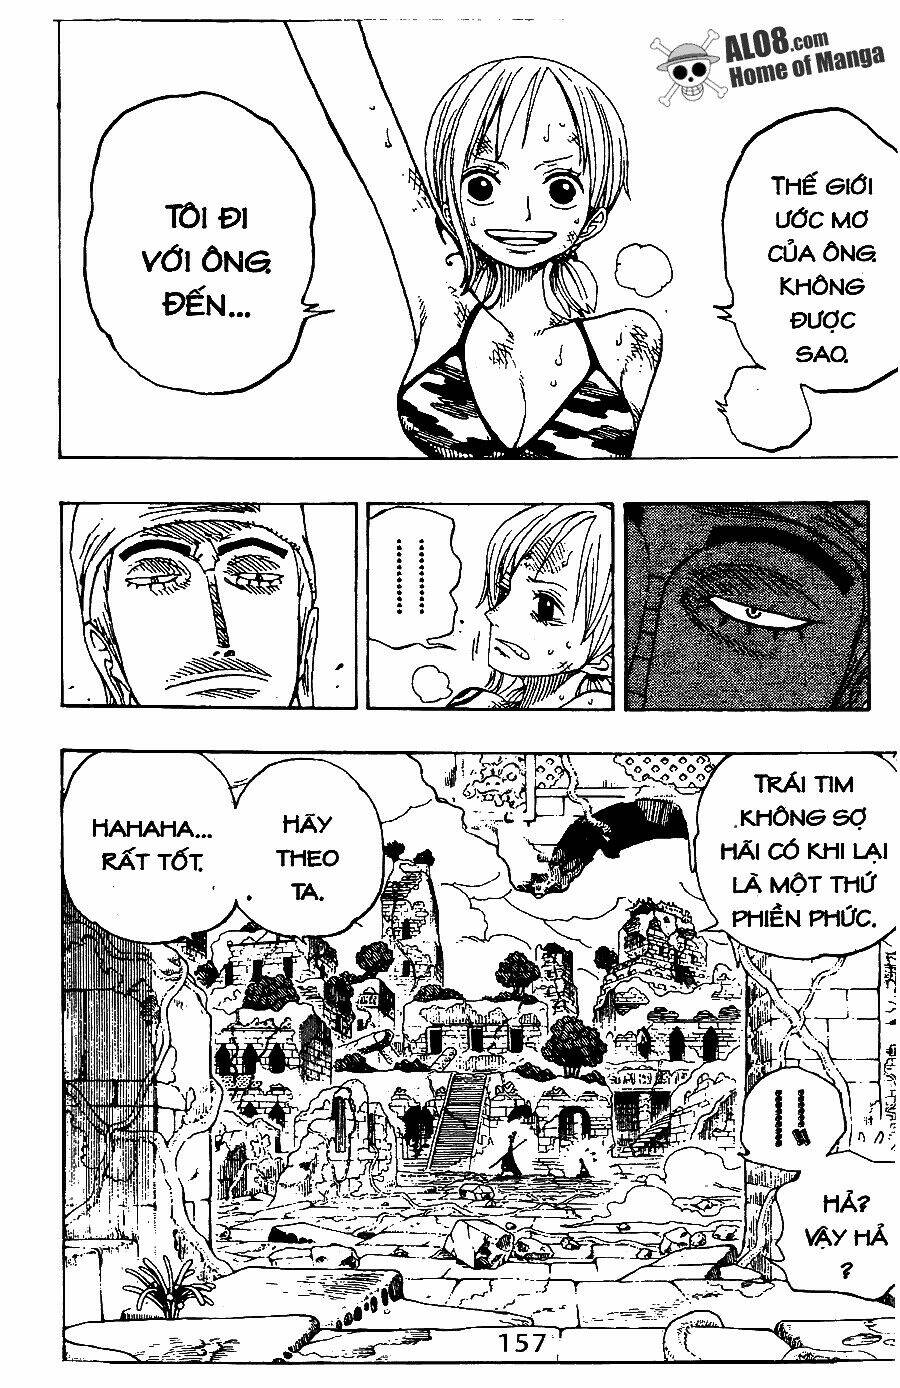 AL08.com
Home of Manga
TÔI ĐI
VỚI ÔNG
ĐẾN...
THẾ GIỚI
ƯỚC MƠ
CỦA ÔNG.
KHÔNG
ĐƯỢC
SAO.
TRÁI TIM
KHÔNG SỢ
HÃI CÓ KHI LẠI
LÀ MỘT THỨ
PHIỀN PHỨC.
HÃY
THEO
TA.
HAHAHA...
RẤT TỐT.
HẢ?
VẬY HẢ
?
157